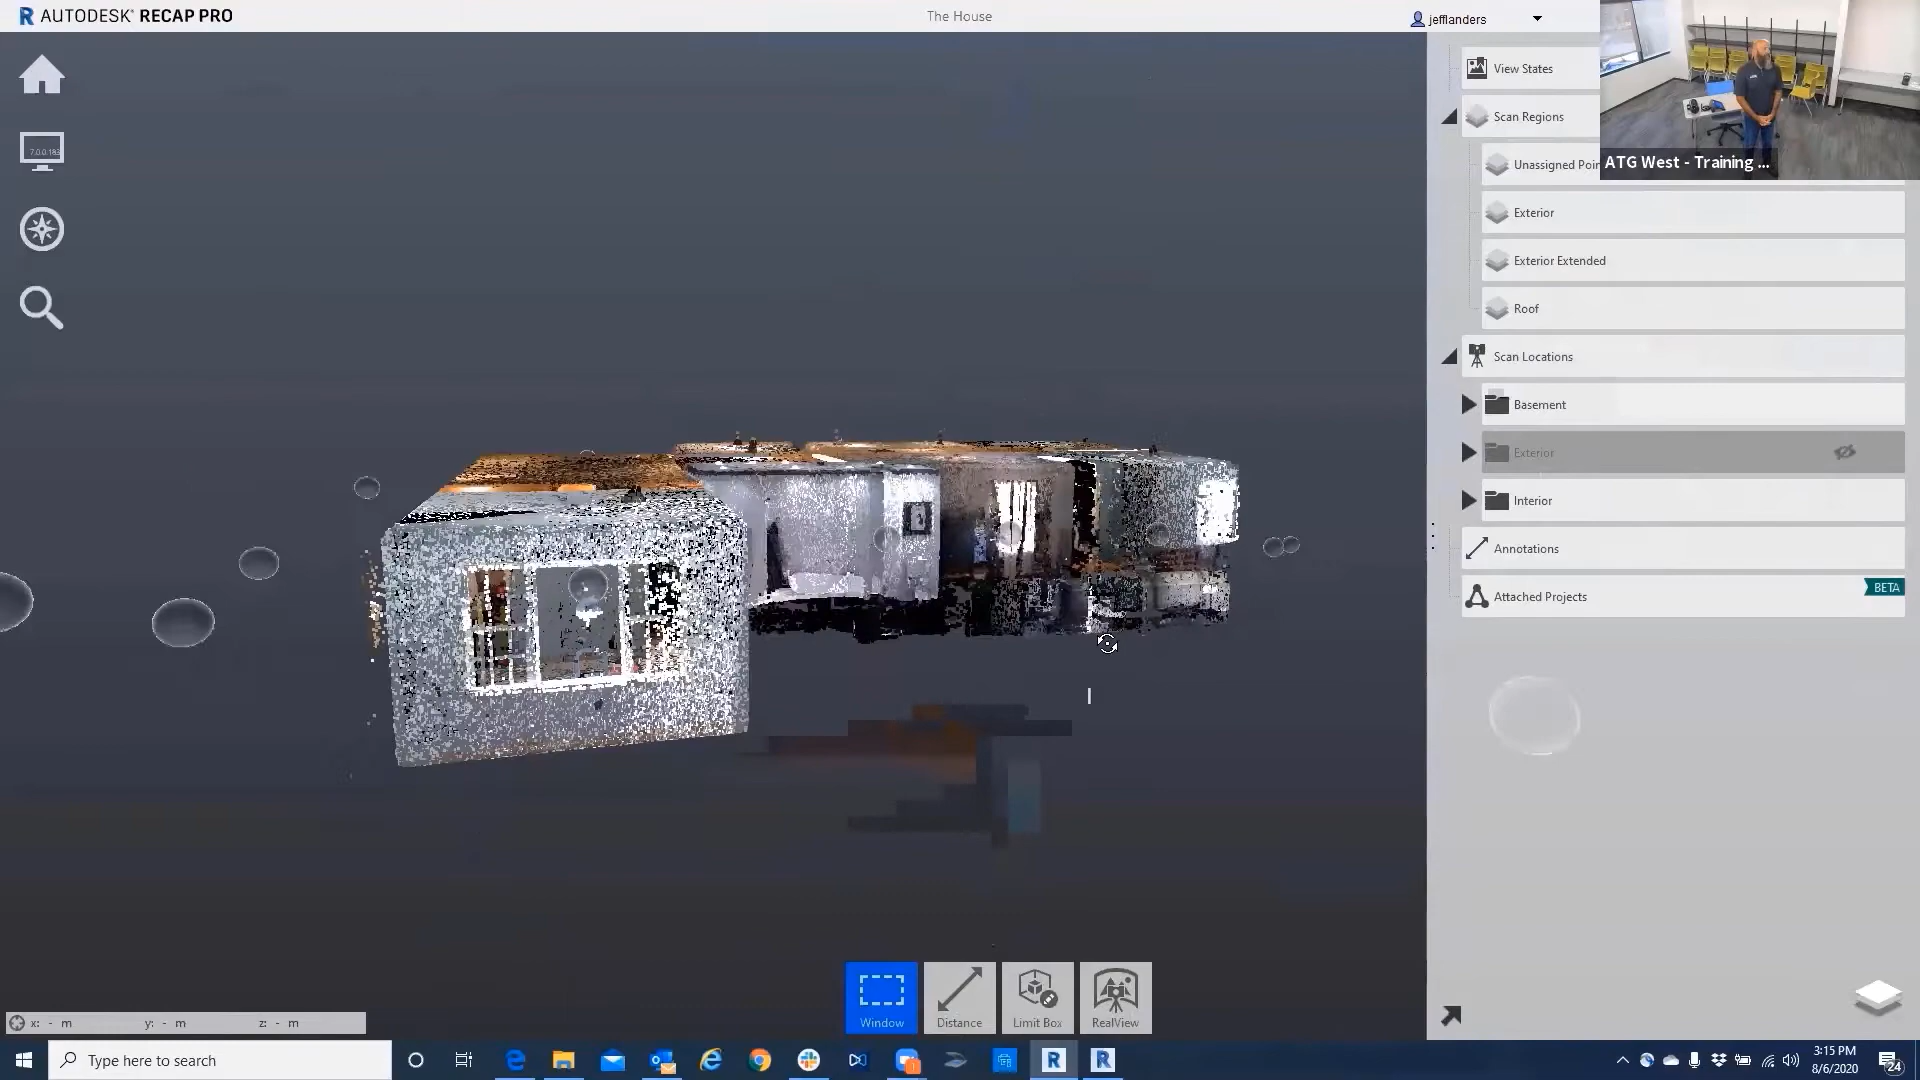 AUTODESK® RECAP PRO
The House
jefflanders
View States
Scan Regions
Unassigned Poin
ATG West - Training ...
Exterior
Exterior Extended
Roof
Scan Locations
Basement
Exterior
Interior
Annotations
Attached Projects
BETA
Window
Distance
Limit Box
RealView
x: - m y: - m z: - m
Type here to search
3:15 PM
8/6/2020
24